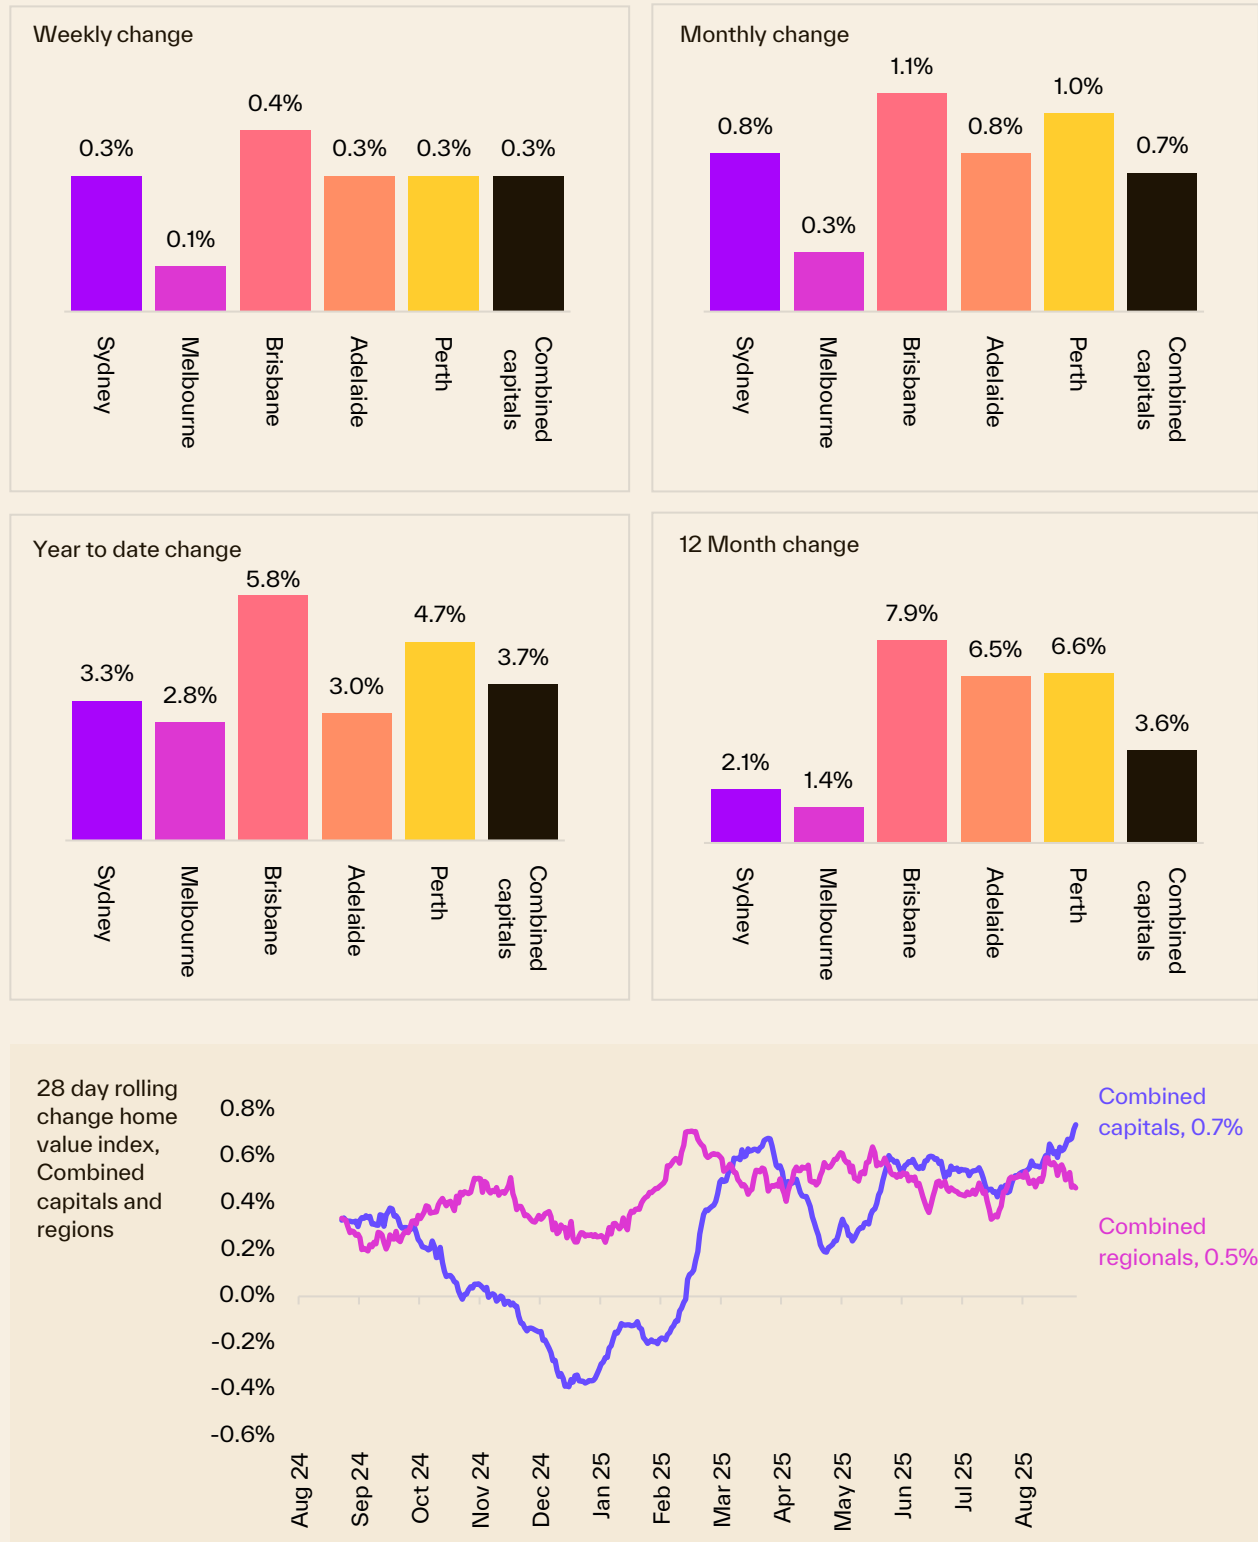 Weekly change
0.3%
0.1%
0.4%
0.3%
0.3%
0.3%
Sydney
Melbourne
Brisbane
Adelaide
Perth
Combined
capitals
Monthly change
0.8%
0.3%
1.1%
0.8%
1.0%
0.7%
Sydney
Melbourne
Brisbane
Adelaide
Perth
Combined
capitals
Year to date change
3.3%
2.8%
5.8%
3.0%
4.7%
3.7%
Sydney
Melbourne
Brisbane
Adelaide
Perth
Combined
capitals
12 Month change
2.1%
1.4%
7.9%
6.5%
6.6%
3.6%
Sydney
Melbourne
Brisbane
Adelaide
Perth
Combined
capitals
28 day rolling
change home
value index,
Combined
capitals and
regions
0.8%
0.6%
0.4%
0.2%
0.0%
-0.2%
-0.4%
-0.6%
Aug 24
Sep 24
Oct 24
Nov 24
Dec 24
Jan 25
Feb 25
Mar 25
Apr 25
May 25
Jun 25
Jul 25
Aug 25
Combined
capitals, 0.7%
Combined
regionals, 0.5%